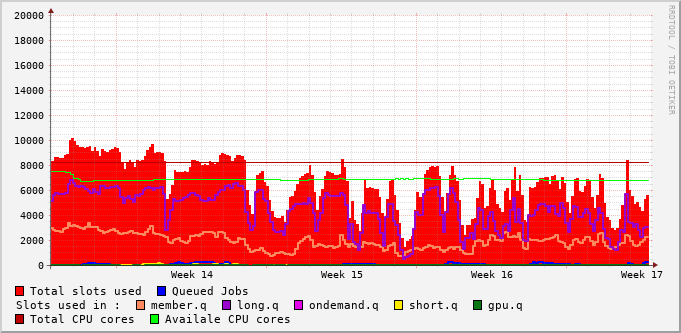 20000
18000
16000
14000
12000
10000
8000
6000
4000
2000
0
Week 14 Week 15 Week 16 Week 17
Total slots used Queued Jobs
Slots used in : member.q long.q ondemand.q short.q gpu.q
Total CPU cores Availale CPU cores
RRDTOOL / TOBI OETIKER